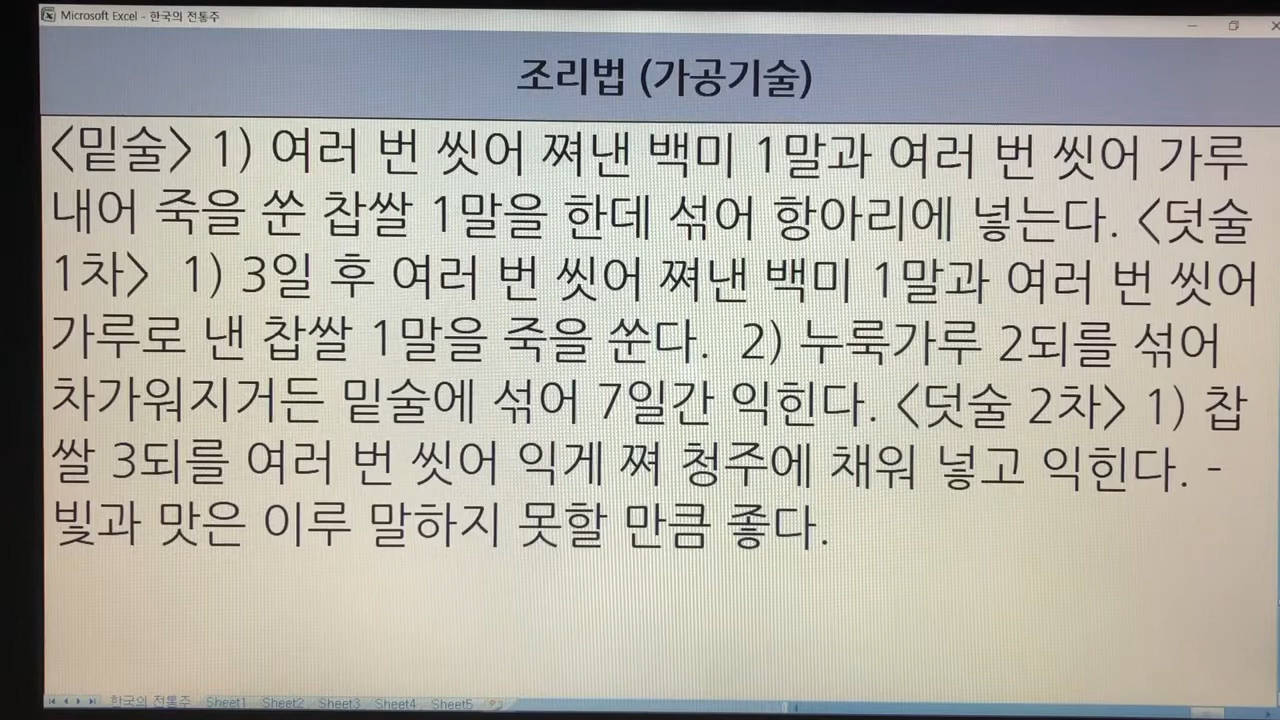 Microsoft Excel - 한국의 전통주
조리법 (가공기술)
<밑술> 1) 여러 번 씻어 쪄낸 백미 1말과 여러 번 씻어 가루
내어 죽을 쑨 찹쌀 1말을 한데 섞어 항아리에 넣는다. <덧술
1차> 1) 3일 후 여러 번 씻어 쪄낸 백미 1말과 여러 번 씻어
가루로 낸 찹쌀 1말을 죽을 쑨다. 2) 누룩가루 2되를 섞어
차가워지거든 밑술에 섞어 7일간 익힌다. <덧술 2차> 1) 찹
쌀 3되를 여러 번 씻어 익게 쪄 청주에 채워 넣고 익힌다. -
빛과 맛은 이루 말하지 못할 만큼 좋다.
한국의 전통주 Sheet1 Sheet2 Sheet3 Sheet4 Sheet5